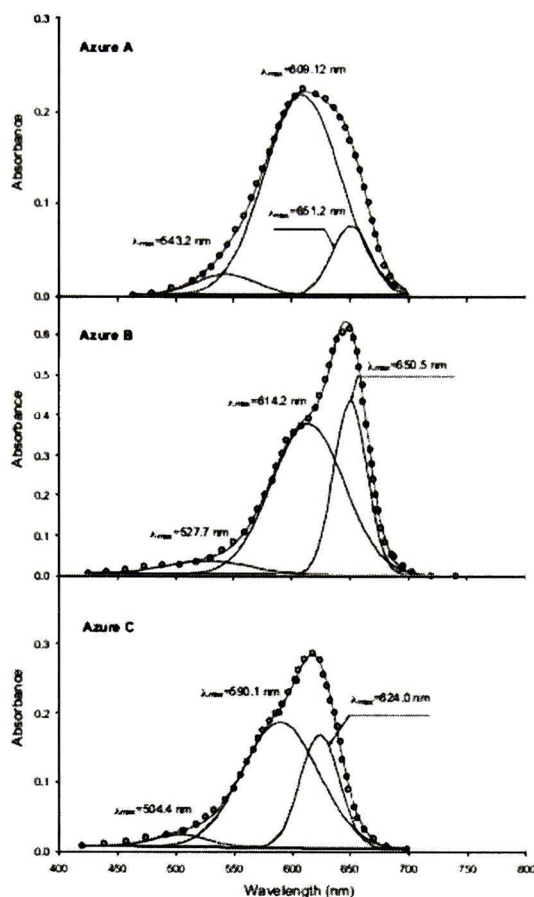 0.3
Azure A
λmax=609.12 nm
0.2
Absorbance
λmax=651.2 nm
0.1
λmax=543.2 nm
0.0
Azure B
0.6
λmax=650.5 nm
0.5
λmax=614.2 nm
0.4
Absorbance
0.3
0.2
λmax=527.7 nm
0.1
0.0
Azure C
0.3
λmax=590.1 nm
λmax=624.0 nm
0.2
Absorbance
0.1
λmax=504.4 nm
0.0
400 450 500 550 600 650 700 750 800
Wavelength (nm)